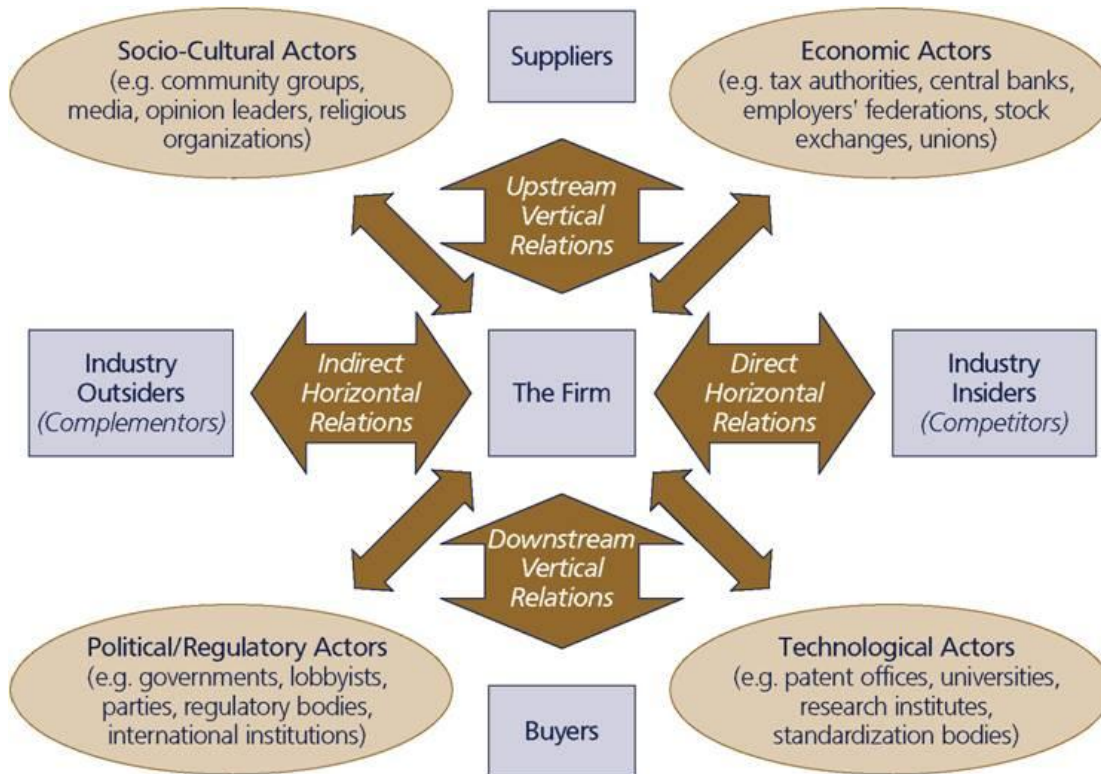 Socio-Cultural Actors
(e.g. community groups,
media, opinion leaders, religious
organizations)
Suppliers
Economic Actors
(e.g. tax authorities, central banks,
employers' federations, stock
exchanges, unions)
Upstream
Vertical
Relations
Industry
Outsiders
(Complementors)
Indirect
Horizontal
Relations
The Firm
Direct
Horizontal
Relations
Industry
Insiders
(Competitors)
Downstream
Vertical
Relations
Political/Regulatory Actors
(e.g. governments, lobbyists,
parties, regulatory bodies,
international institutions)
Buyers
Technological Actors
(e.g. patent offices, universities,
research institutes,
standardization bodies)